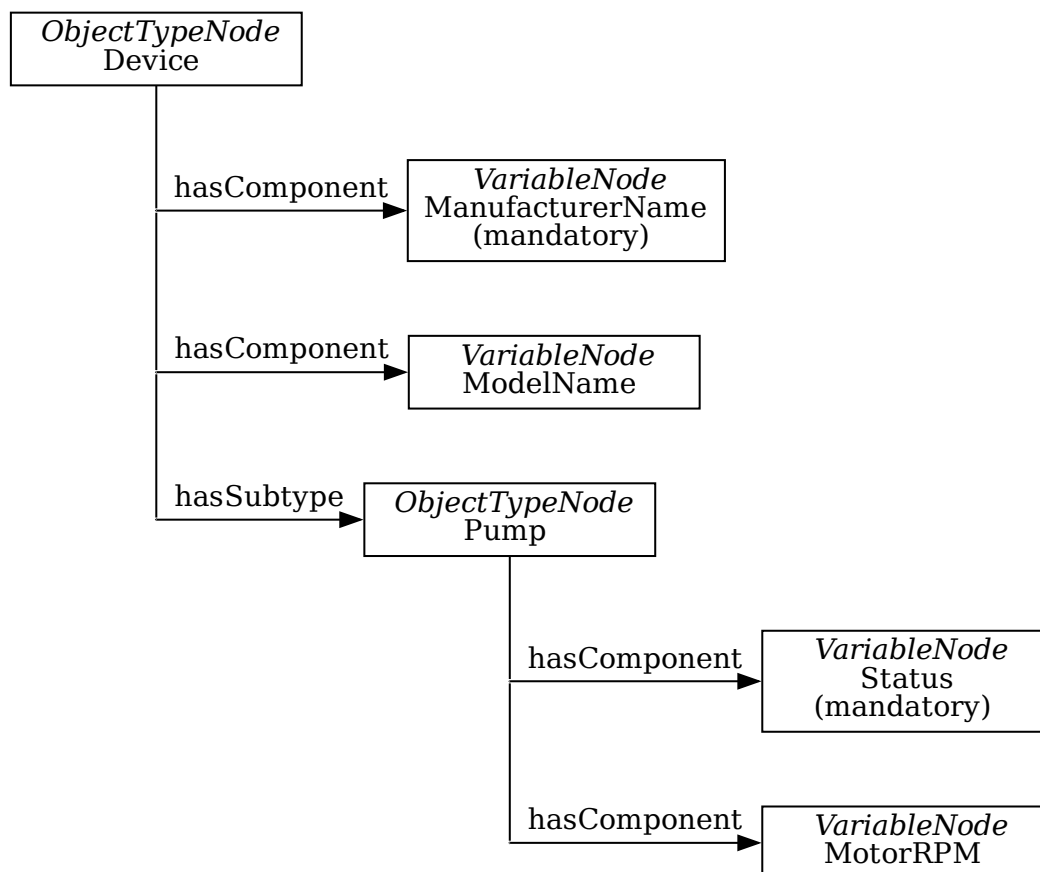 ObjectTypeNode
Device
hasComponent
VariableNode
ManufacturerName
(mandatory)
hasComponent
VariableNode
ModelName
hasSubtype
ObjectTypeNode
Pump
hasComponent
VariableNode
Status
(mandatory)
hasComponent
VariableNode
MotorRPM